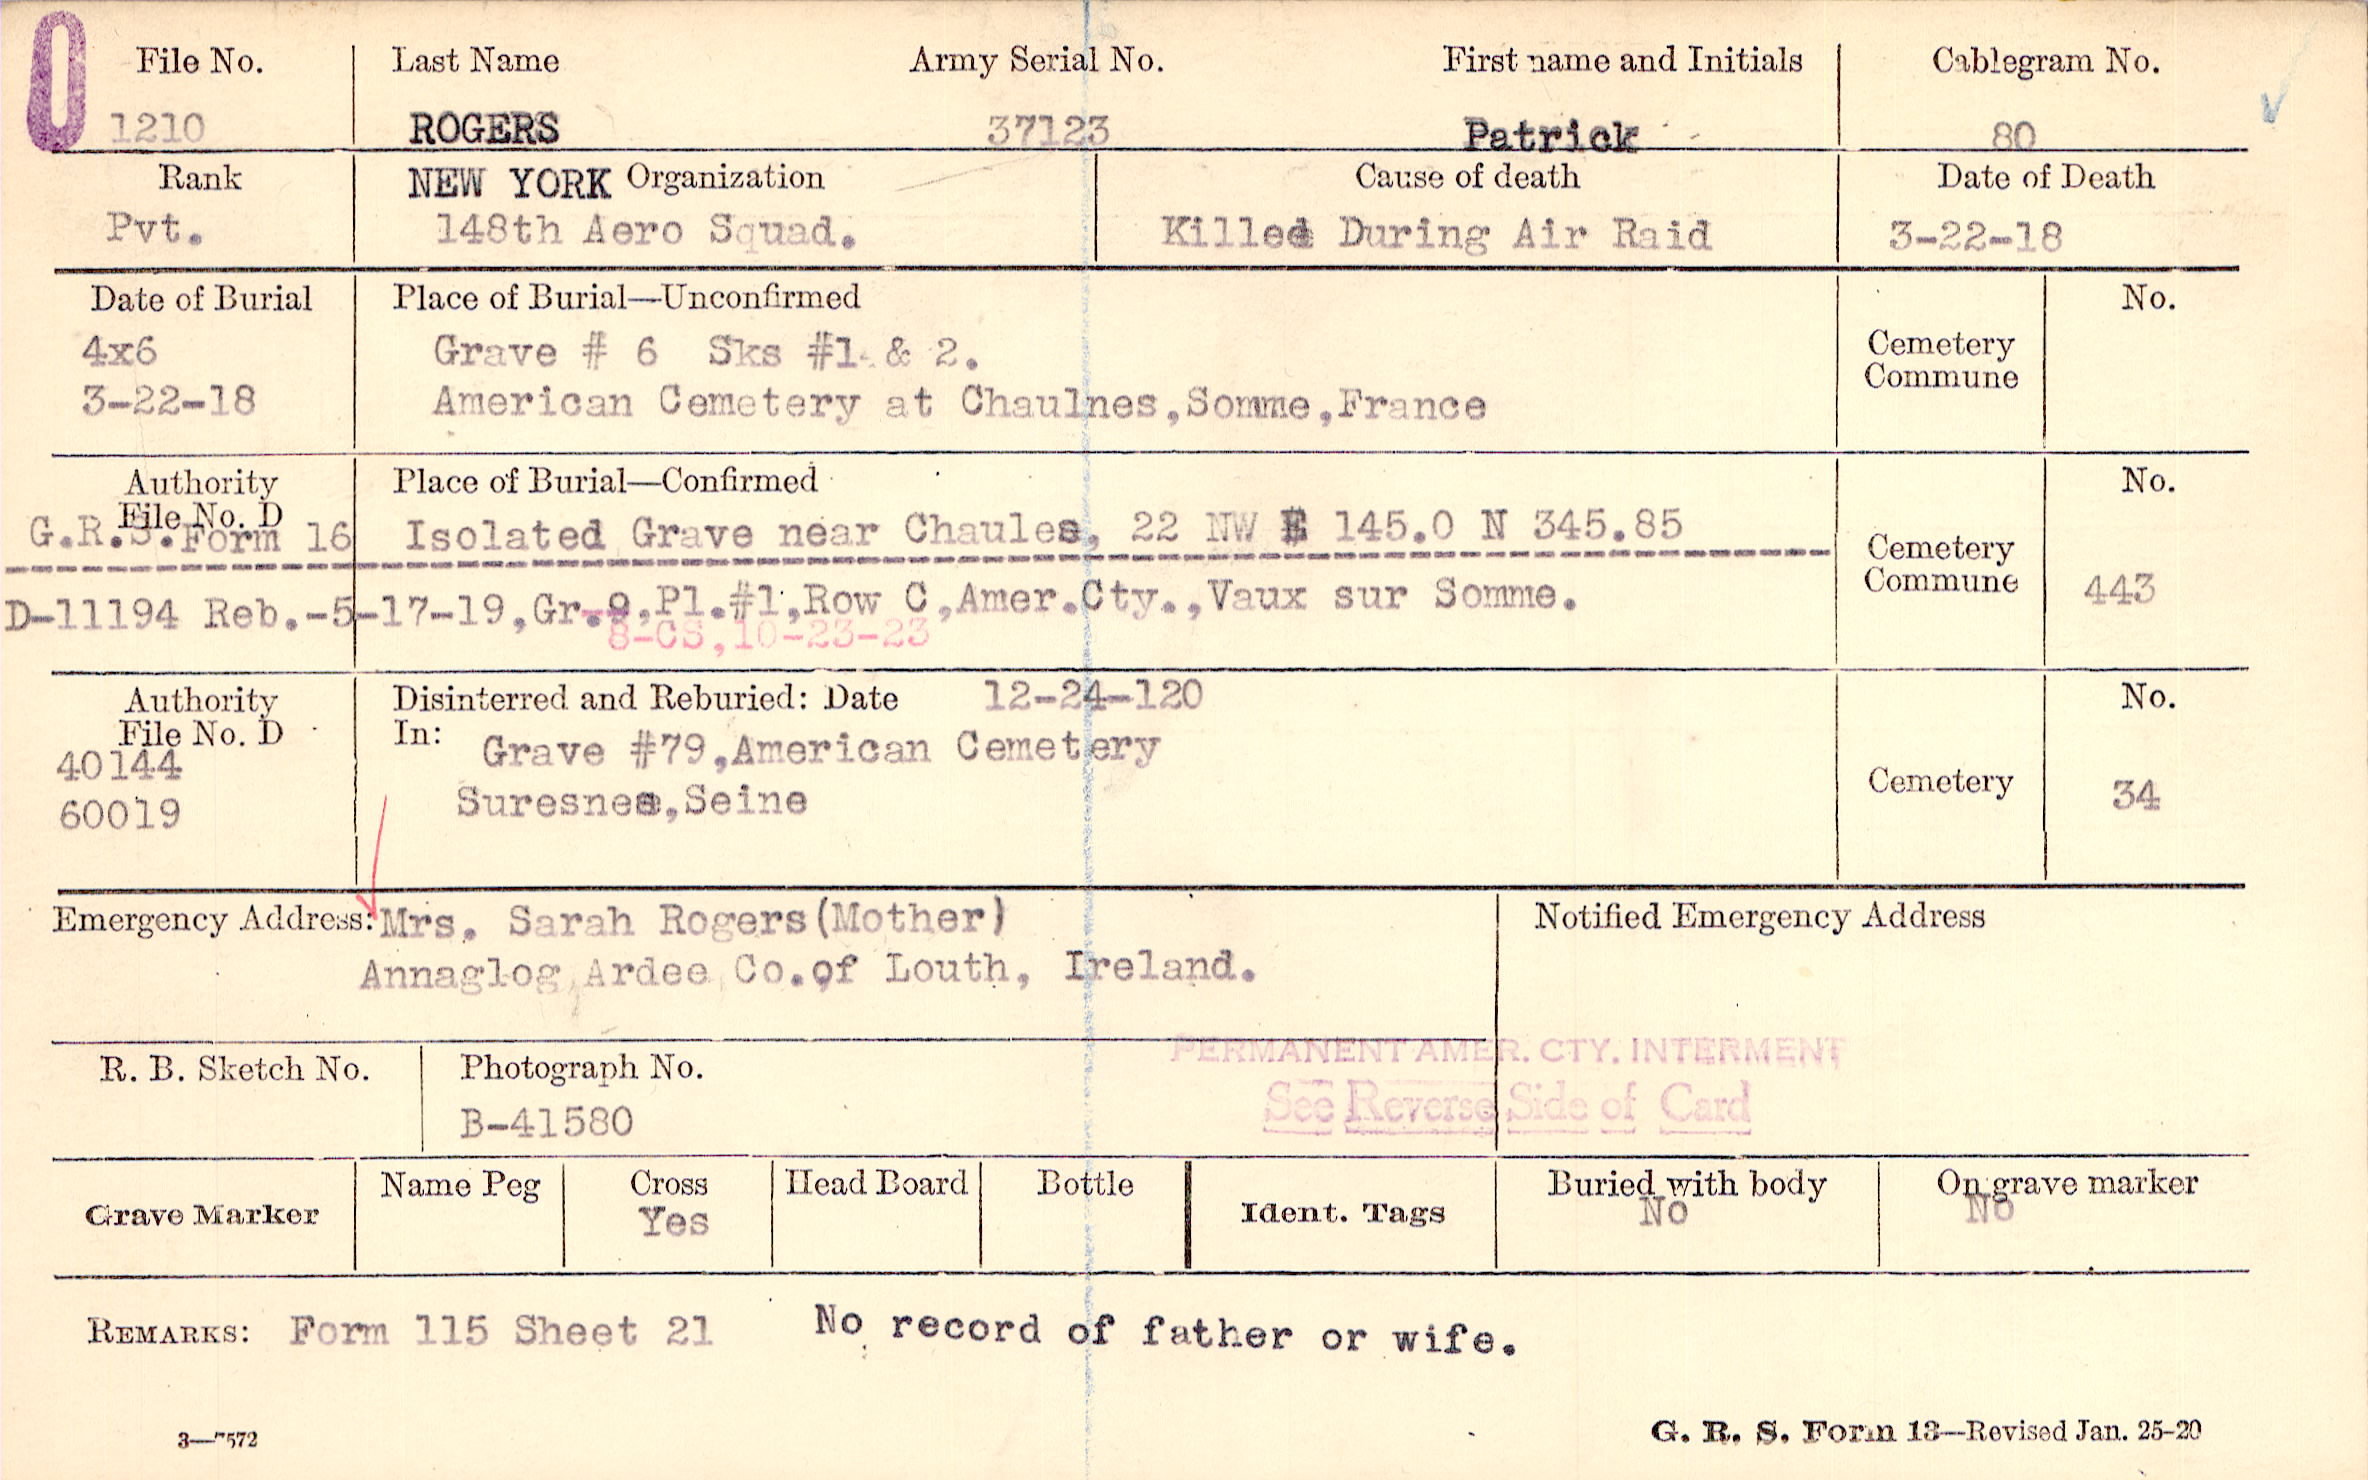 0
File No. Last Name Army Serial No. First name and Initials Cablegram No.
1210 ROGERS 37123 Patrick 80
Rank NEW YORK Organization Cause of death Date of Death
Pvt. 148th Aero Squad. Killed During Air Raid 3-22-18
Date of Burial Place of Burial—Unconfirmed No.
4x6 Grave # 6 Sks #1 & 2. Cemetery
3-22-18 American Cemetery at Chaulnes,Somme,France Commune
Authority Place of Burial—Confirmed No.
File No. D
G.R.S.Form 16 Isolated Grave near Chaules, 22 NW E 145.0 N 345.85 Cemetery
Commune 443
D-11194 Reb.-5-17-19,Gr.9,Pl.#1,Row C,Amer.Cty.,Vaux sur Somme.
8-CS,10-23-23
Authority Disinterred and Reburied: Date 12-24-120 No.
File No. D In: Grave #79,American Cemetery
40144
60019 Suresnes,Seine Cemetery 34
Emergency Address: Mrs. Sarah Rogers(Mother) Notified Emergency Address
Annaglog,Ardee Co.of Louth, Ireland.
PERMANENT AMER. CTY. INTERMENT
R. B. Sketch No. Photograph No.
See Reverse Side of Card
B-41580
Grave Marker Name Peg Cross Head Board Bottle Ident. Tags Buried with body On grave marker
Yes No No
REMARKS: Form 115 Sheet 21 No record of father or wife.
3—7572 G. R. S. Form 13—Revised Jan. 25-20